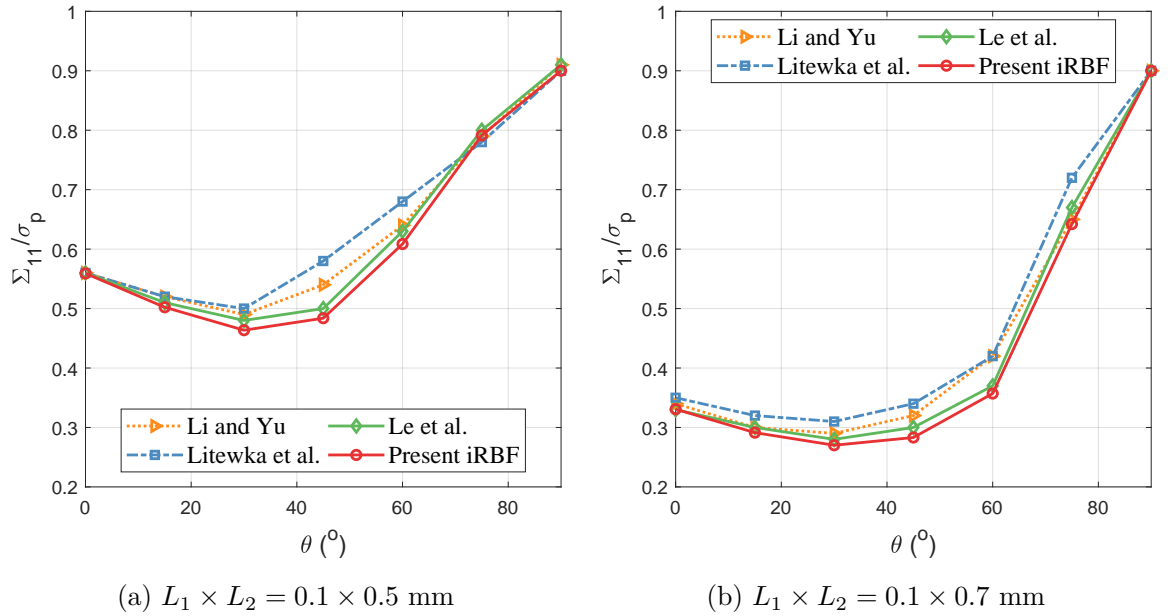 1
0.9
0.8
0.7
0.6
0.5
0.4
0.3
0.2
Σ11/σp
Li and Yu
Le et al.
Litewka et al.
Present iRBF
0 20 40 60 80
θ (o)
(a) L1 × L2 = 0.1 × 0.5 mm
Li and Yu
Le et al.
Litewka et al.
Present iRBF
1
0.9
0.8
0.7
0.6
0.5
0.4
0.3
0.2
Σ11/σp
0 20 40 60 80
θ (o)
(b) L1 × L2 = 0.1 × 0.7 mm